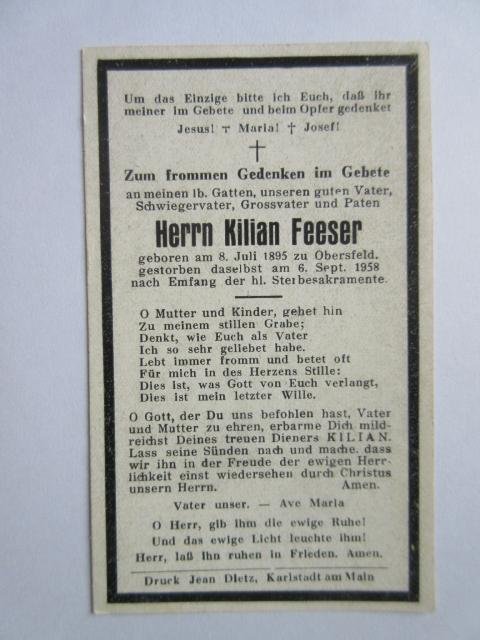 Um das Einzige bitte ich Euch, daß ihr
meiner im Gebete und beim Opfer gedenket
Jesus! † Maria! † Josef!
Zum frommen Gedenken im Gebete
an meinen lb. Gatten, unseren guten Vater,
Schwiegervater, Grossvater und Paten
Herrn Kilian Feeser
geboren am 8. Juli 1895 zu Obersfeld.
gestorben daselbst am 6. Sept. 1958
nach Emfang der hl. Sterbesakramente.
O Mutter und Kinder, gehet hin
Zu meinem stillen Grabe;
Denkt, wie Euch als Vater
Ich so sehr geliebet habe.
Lebt immer fromm und betet oft
Für mich in des Herzens Stille:
Dies ist, was Gott von Euch verlangt,
Dies ist mein letzter Wille.
O Gott, der Du uns befohlen hast, Vater
und Mutter zu ehren, erbarme Dich mild-
reichst Deines treuen Dieners KILIAN.
Lass seine Sünden nach und mache. dass
wir ihn in der Freude der ewigen Herr-
lichkeit einst wiedersehen durch Christus
unsern Herrn. Amen.
Vater unser. — Ave Maria
O Herr, gib ihm die ewige Ruhe!
Und das ewige Licht leuchte ihm!
Herr, laß ihn ruhen in Frieden. Amen.
Druck Jean Dietz, Karlstadt am Main